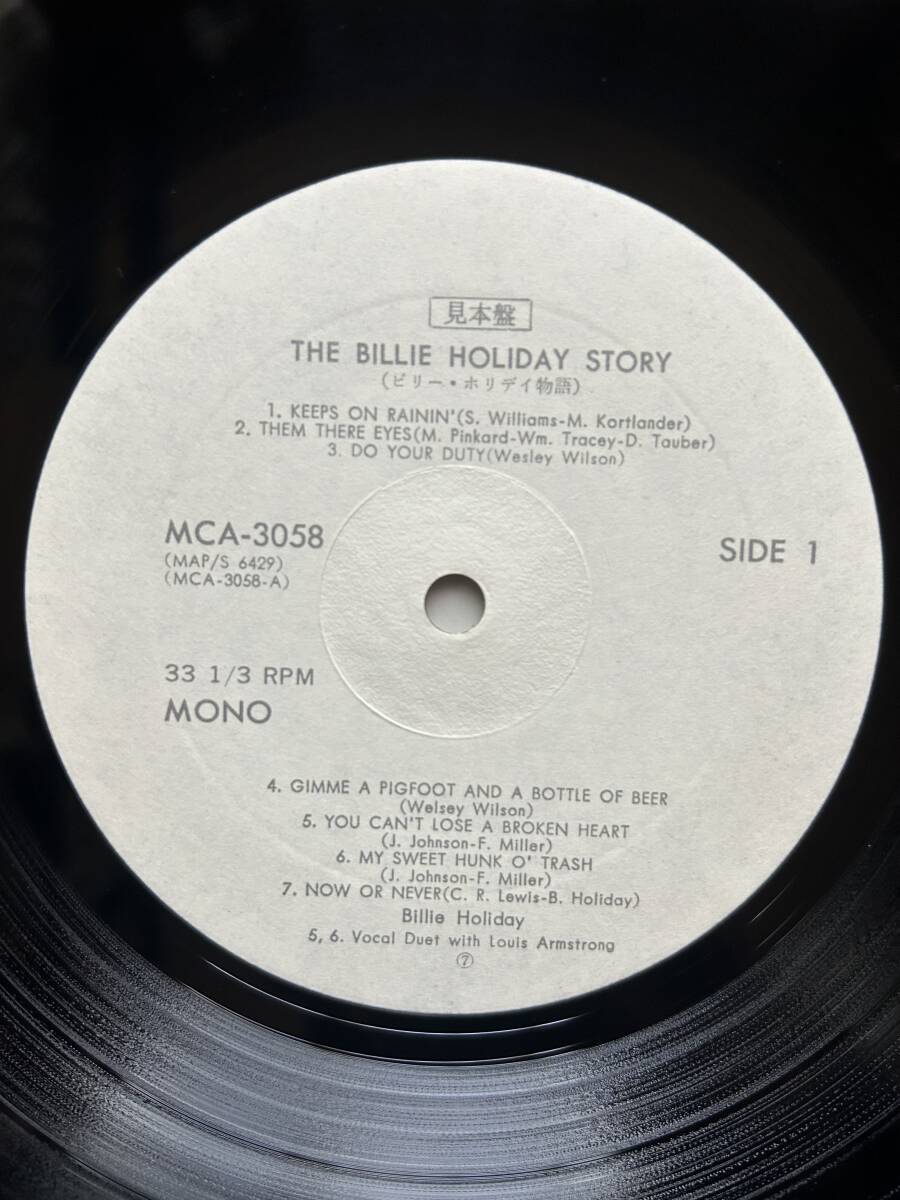 見本盤
THE BILLIE HOLIDAY STORY
(ビリー・ホリデイ物語)
1. KEEPS ON RAININ'(S. Williams-M. Kortlander)
2. THEM THERE EYES(M. Pinkard-Wm. Tracey-D. Tauber)
3. DO YOUR DUTY(Wesley Wilson)
MCA-3058
(MAP/S 6429)
(MCA-3058-A)
SIDE 1
33 1/3 RPM
MONO
4. GIMME A PIGFOOT AND A BOTTLE OF BEER
(Welsey Wilson)
5. YOU CAN'T LOSE A BROKEN HEART
(J. Johnson-F. Miller)
6. MY SWEET HUNK O' TRASH
(J. Johnson-F. Miller)
7. NOW OR NEVER(C. R. Lewis-B. Holiday)
Billie Holiday
5, 6. Vocal Duet with Louis Armstrong
⑦